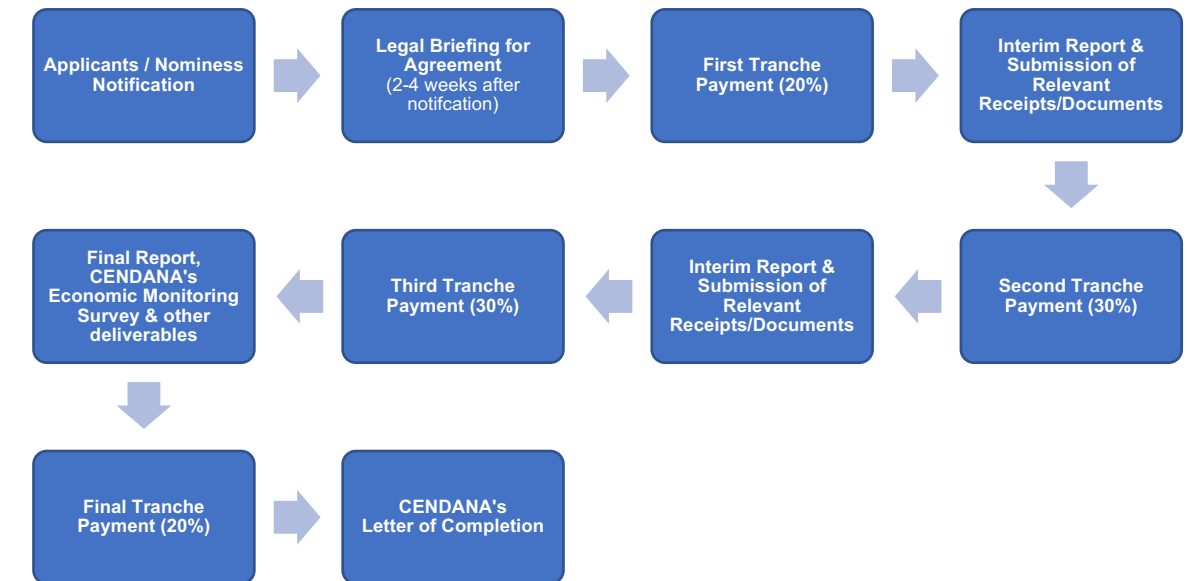 Applicants / Nominess
Notification
Legal Briefing for
Agreement
(2-4 weeks after
notifcation)
First Tranche
Payment (20%)
Interim Report &
Submission of
Relevant
Receipts/Documents
Second Tranche
Payment (30%)
Interim Report &
Submission of
Relevant
Receipts/Documents
Third Tranche
Payment (30%)
Final Report,
CENDANA's
Economic Monitoring
Survey & other
deliverables
Final Tranche
Payment (20%)
CENDANA's
Letter of Completion